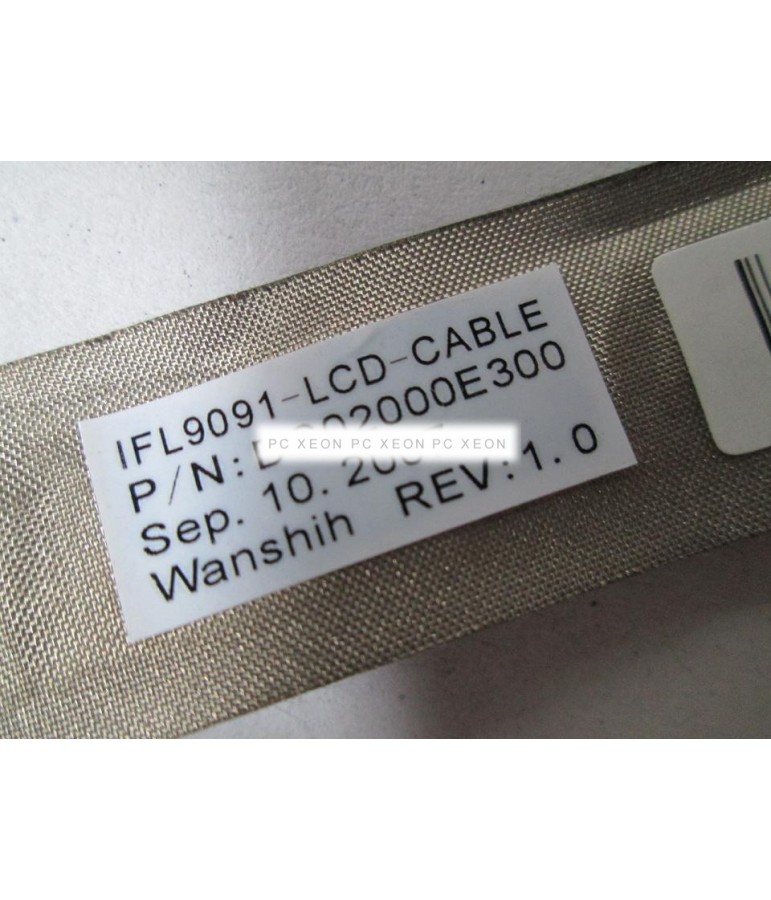 IFL9091-LCD-CABLE
PC XEON PC XEON PC XEON
Sep. 10.
Wanshih REV:1.0